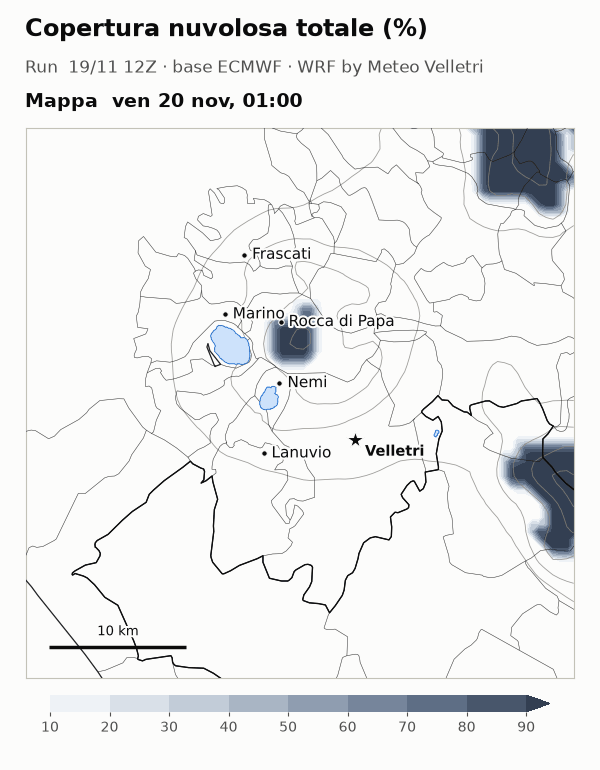 Copertura nuvolosa totale (%)
Run  19/11 12Z · base ECMWF · WRF by Meteo Velletri
Mappa  ven 20 nov, 01:00
Frascati
Marino
Rocca di Papa
Nemi
Velletri
Lanuvio
10 km
10 20 30 40 50 60 70 80 90